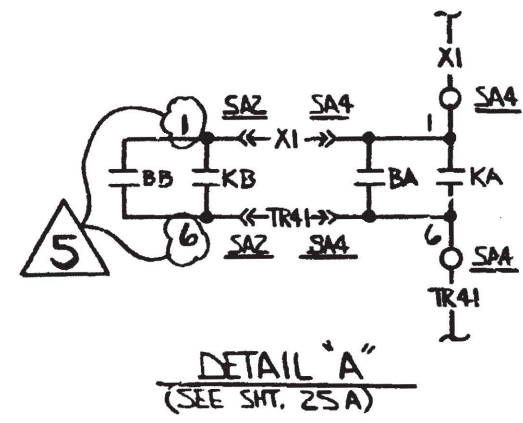 X1
SA4
SA2 SA4
1 X1 1
BB KB BA KA
5
6 TR41 6
SA2 SA4
SA4
TR41
DETAIL "A"
(SEE SHT. 25A)